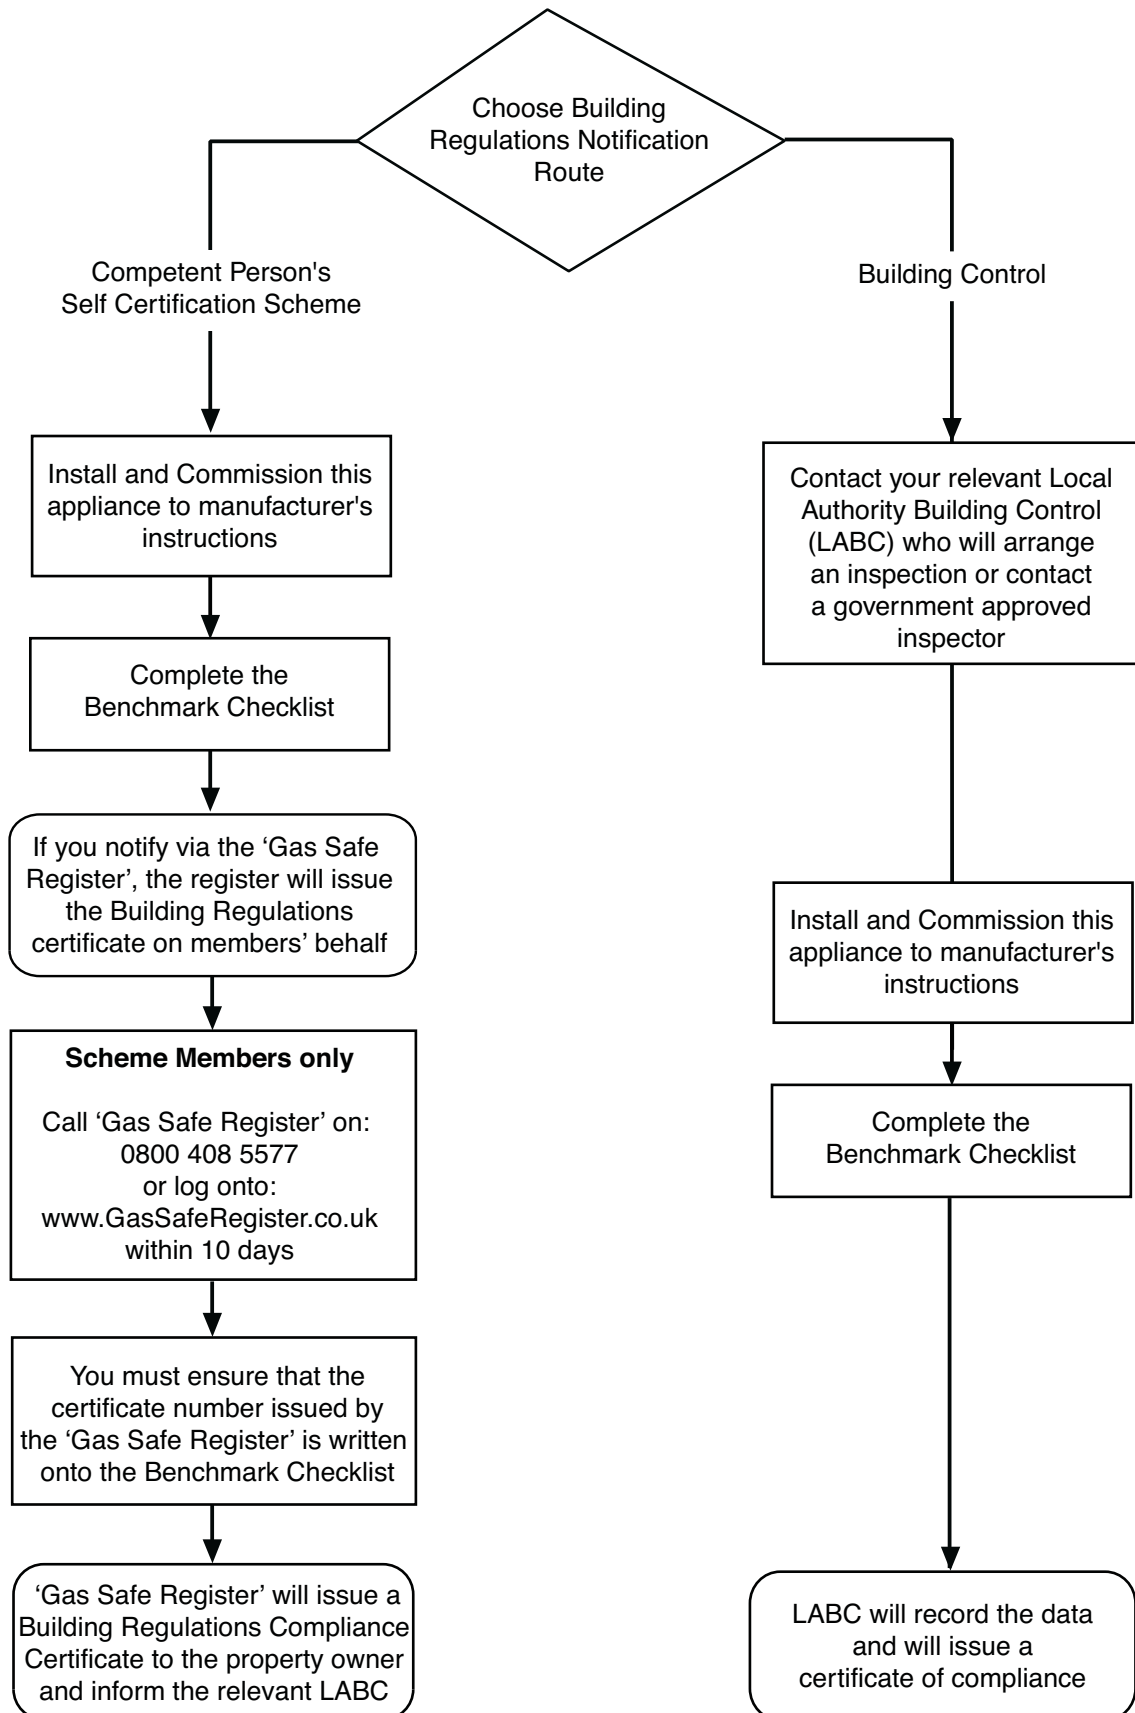 Choose Building
Regulations Notification
Route
Competent Person's
Self Certification Scheme
Building Control
Install and Commission this
appliance to manufacturer's
instructions
Contact your relevant Local
Authority Building Control
(LABC) who will arrange
an inspection or contact
a government approved
inspector
Complete the
Benchmark Checklist
If you notify via the ‘Gas Safe
Register’, the register will issue
the Building Regulations
certificate on members’ behalf
Install and Commission this
appliance to manufacturer's
instructions
Scheme Members only
Call ‘Gas Safe Register’ on:
0800 408 5577
or log onto:
www.GasSafeRegister.co.uk
within 10 days
Complete the
Benchmark Checklist
You must ensure that the
certificate number issued by
the ‘Gas Safe Register’ is written
onto the Benchmark Checklist
‘Gas Safe Register’ will issue a
Building Regulations Compliance
Certificate to the property owner
and inform the relevant LABC
LABC will record the data
and will issue a
certificate of compliance